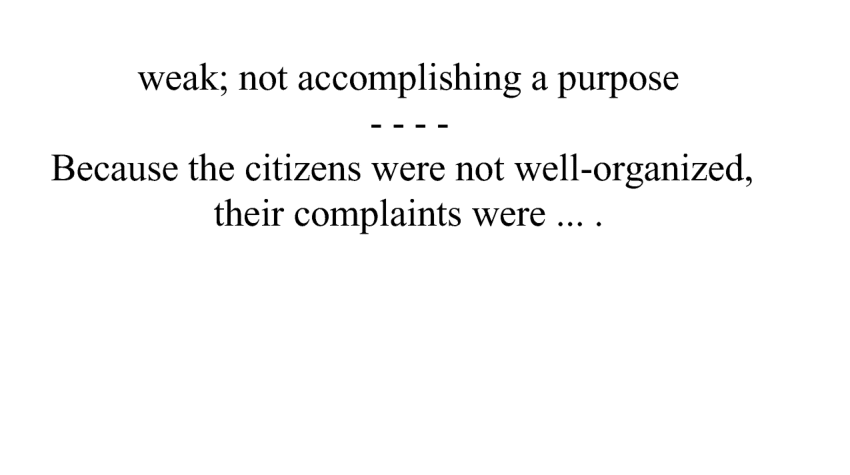 weak; not accomplishing a purpose
- - - -
Because the citizens were not well-organized,
their complaints were ... .